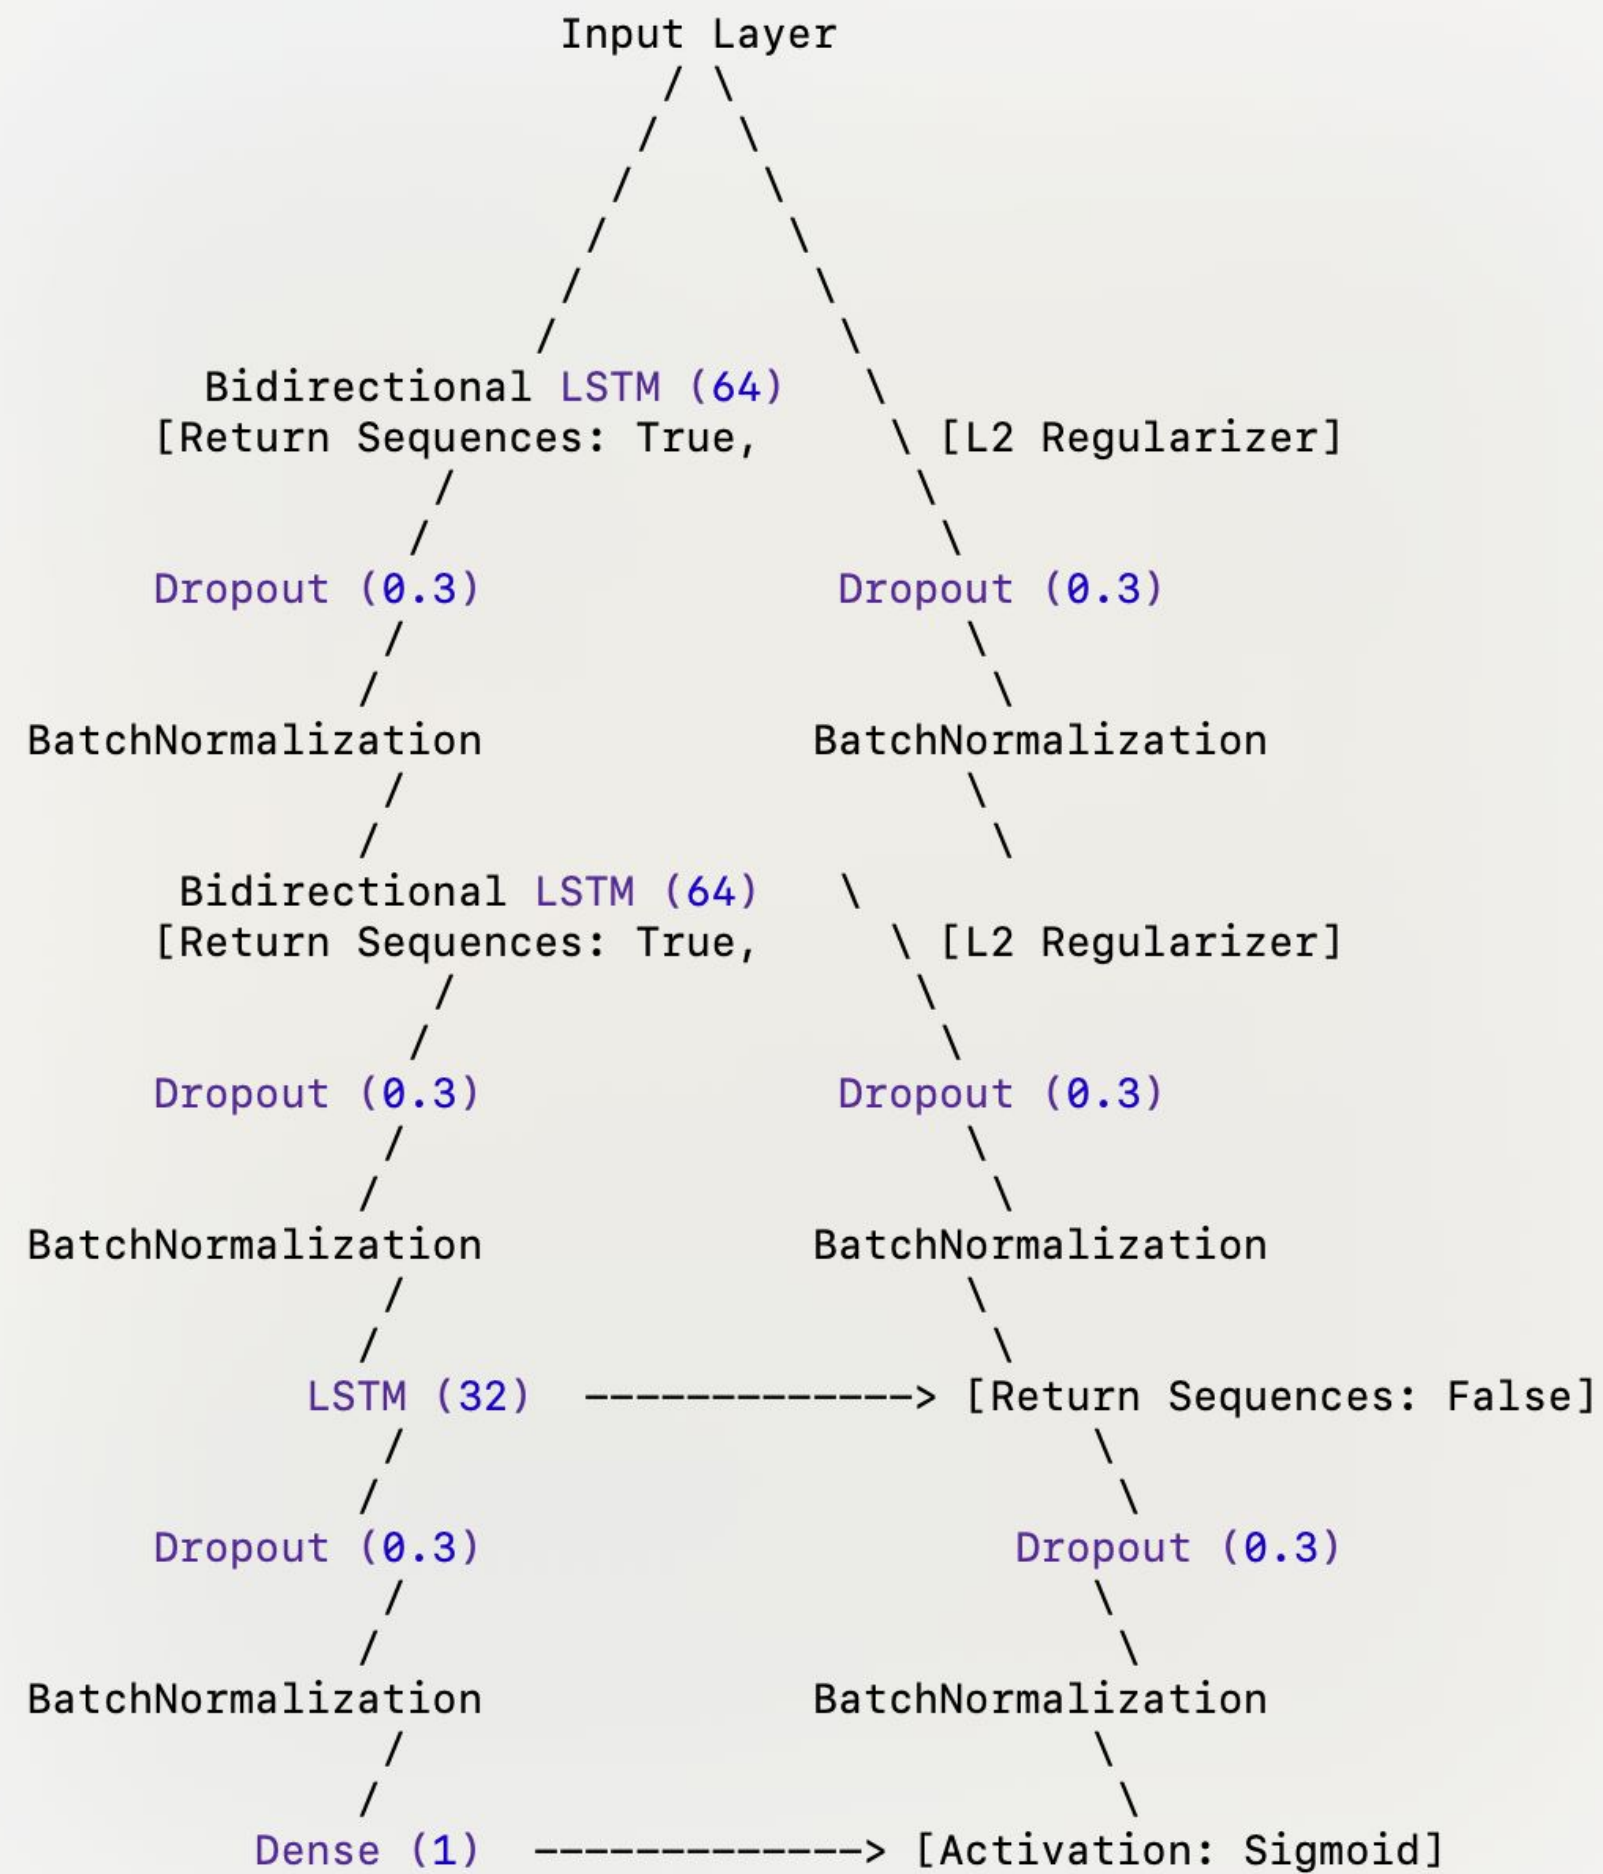 Input Layer
/ \
/ \
/ \
/ \
/ \
/ \
Bidirectional LSTM (64) \
[Return Sequences: True, \ [L2 Regularizer]
/ \
/ \
Dropout (0.3) Dropout (0.3)
/ \
/ \
BatchNormalization BatchNormalization
/ \
/ \
Bidirectional LSTM (64) \
[Return Sequences: True, \ [L2 Regularizer]
/ \
/ \
Dropout (0.3) Dropout (0.3)
/ \
/ \
BatchNormalization BatchNormalization
/ \
/ \
LSTM (32) -------------> [Return Sequences: False]
/ \
/ \
Dropout (0.3) Dropout (0.3)
/ \
/ \
BatchNormalization BatchNormalization
/ \
/ \
Dense (1) -------------> [Activation: Sigmoid]